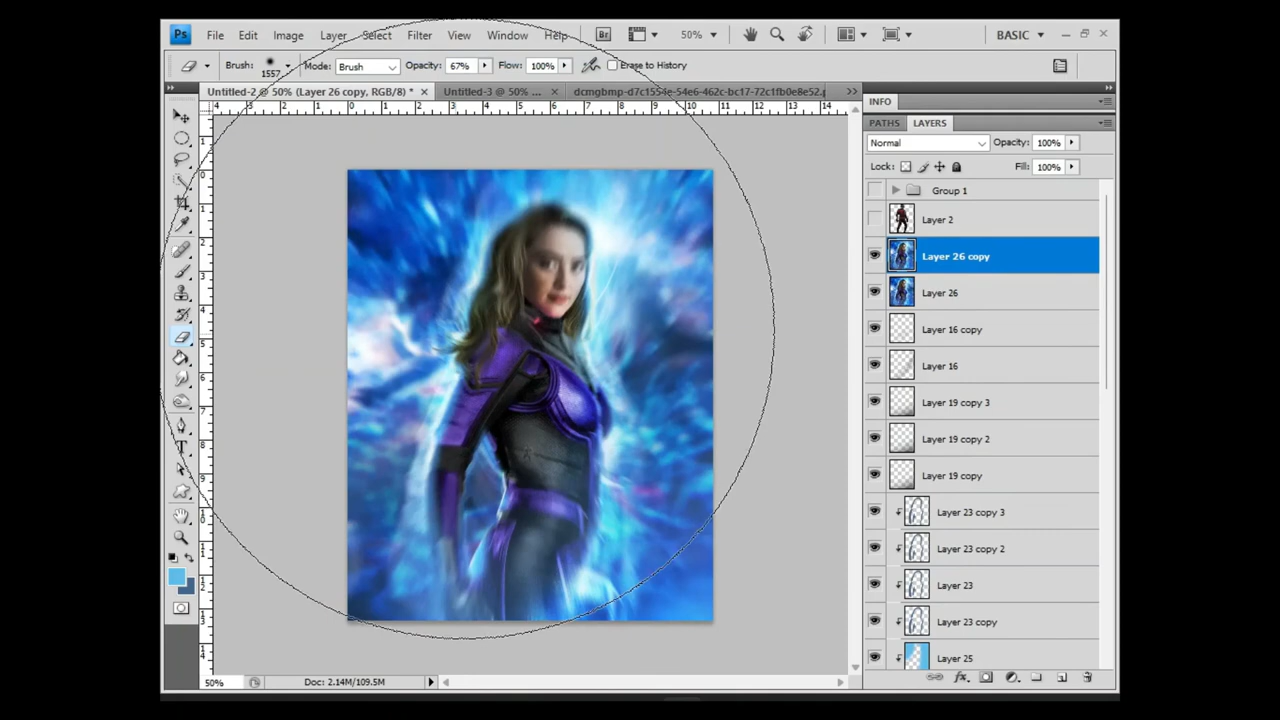 Ps File Edit Image Layer Select Filter View Window Help Br 50% BASIC
Brush: 1557 Mode: Brush Opacity: 67% Flow: 100% Erase to History
Untitled-2 @ 50% (Layer 26 copy, RGB/8) * × Untitled-3 @ 50% ... ×
INFO
PATHS LAYERS
Normal Opacity: 100%
Lock: Fill: 100%
Group 1
Layer 2
Layer 26 copy
Layer 26
Layer 16 copy
Layer 16
Layer 19 copy 3
Layer 19 copy 2
Layer 19 copy
Layer 23 copy 3
Layer 23 copy 2
Layer 23
Layer 23 copy
Layer 25
50% Doc: 2.14M/109.5M